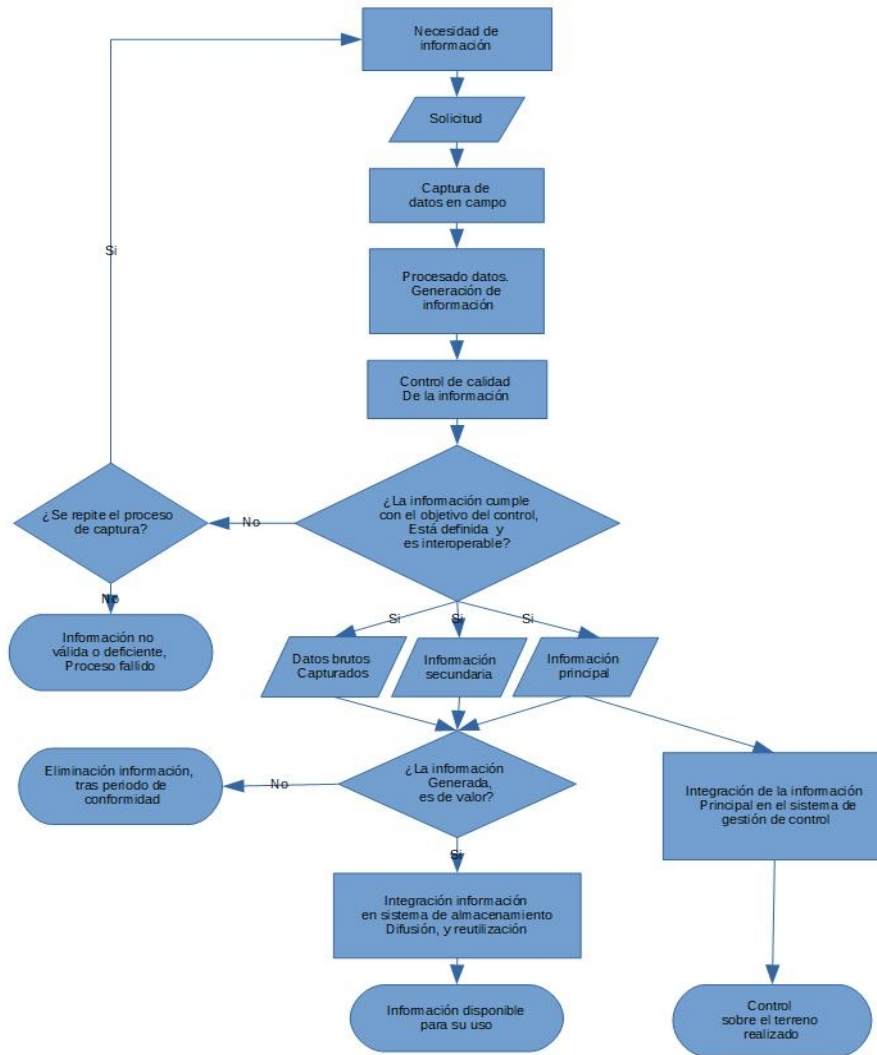 Necesidad de
información
Solicitud
Captura de
datos en campo
Si
Procesado datos.
Generación de
información
Control de calidad
De la información
¿La información cumple
con el objetivo del control,
Está definida y
es interoperable?
No
¿Se repite el proceso
de captura?
No
Información no
válida o deficiente,
Proceso fallido
Si
Si
Si
Datos brutos
Capturados
Información
secundaria
Información
principal
¿La información
Generada,
es de valor?
No
Eliminación información,
tras periodo de
conformidad
Integración de la información
Principal en el sistema de
gestión de control
Si
Integración información
en sistema de almacenamiento
Difusión, y reutilización
Información disponible
para su uso
Control
sobre el terreno
realizado